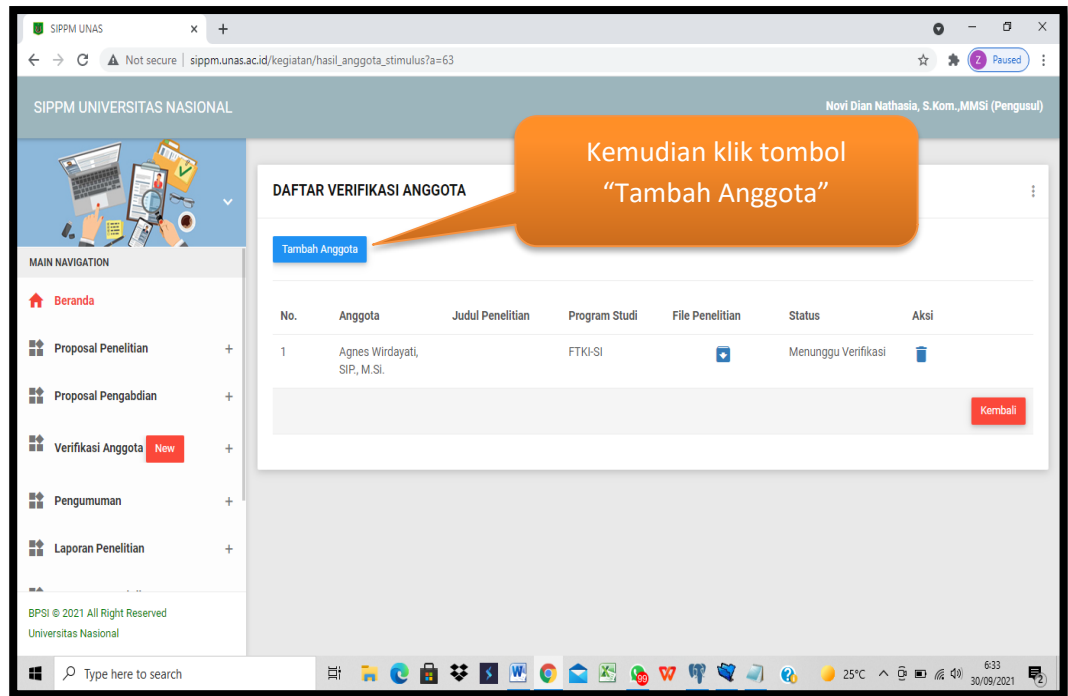 SIPPM UNAS
Not secure | sippm.unas.ac.id/kegiatan/hasil_anggota_stimulus?a=63
Z Paused
SIPPM UNIVERSITAS NASIONAL
Novi Dian Nathasia, S.Kom.,MMSi (Pengusul)
Kemudian klik tombol
“Tambah Anggota”
DAFTAR VERIFIKASI ANGGOTA
Tambah Anggota
MAIN NAVIGATION
Beranda
Proposal Penelitian +
Proposal Pengabdian +
Verifikasi Anggota New +
Pengumuman +
Laporan Penelitian +
No. Anggota Judul Penelitian Program Studi File Penelitian Status Aksi
1 Agnes Wirdayati, FTKI-SI Menunggu Verifikasi
SIP., M.Si.
Kembali
BPSI © 2021 All Right Reserved
Universitas Nasional
Type here to search
99
25°C
6:33
30/09/2021
2